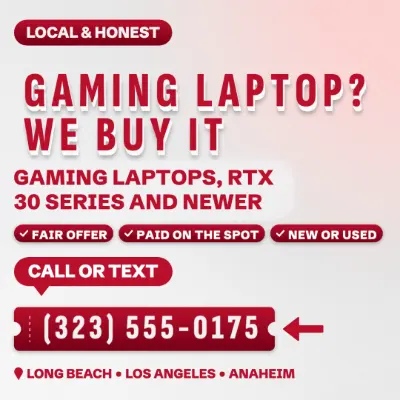 LOCAL & HONEST
GAMING LAPTOP?
WE BUY IT
GAMING LAPTOPS, RTX
30 SERIES AND NEWER
FAIR OFFER PAID ON THE SPOT NEW OR USED
CALL OR TEXT
(323) 555-0175
LONG BEACH • LOS ANGELES • ANAHEIM